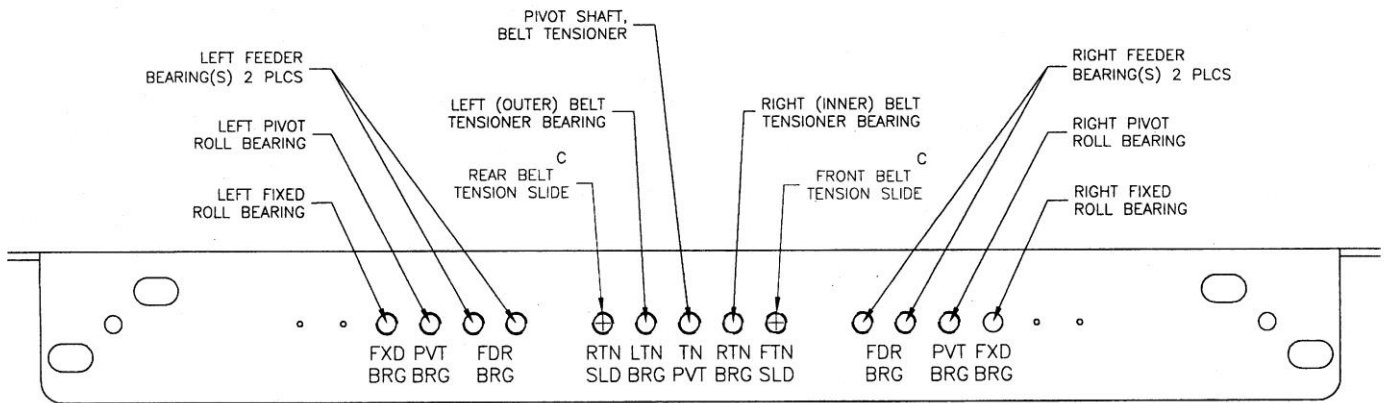 PIVOT SHAFT,
BELT TENSIONER
LEFT FEEDER
BEARING(S) 2 PLCS
RIGHT FEEDER
BEARING(S) 2 PLCS
LEFT (OUTER) BELT
TENSIONER BEARING
RIGHT (INNER) BELT
TENSIONER BEARING
LEFT PIVOT
ROLL BEARING
RIGHT PIVOT
ROLL BEARING
C
REAR BELT
TENSION SLIDE
C
FRONT BELT
TENSION SLIDE
LEFT FIXED
ROLL BEARING
RIGHT FIXED
ROLL BEARING
FXD PVT FDR RTN LTN TN RTN FTN FDR PVT FXD
BRG BRG BRG SLD BRG PVT BRG SLD BRG BRG BRG